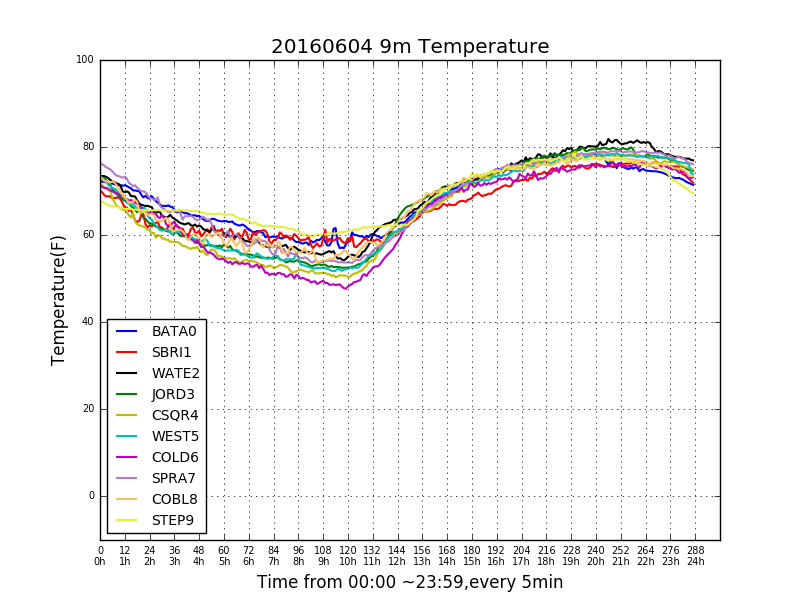 20160604 9m Temperature
100
80
60
40
20
0
Temperature(F)
BATA0
SBRI1
WATE2
JORD3
CSQR4
WEST5
COLD6
SPRA7
COBL8
STEP9
0 12 24 36 48 60 72 84 96 108 120 132 144 156 168 180 192 204 216 228 240 252 264 276 288
0h 1h 2h 3h 4h 5h 6h 7h 8h 9h 10h 11h 12h 13h 14h 15h 16h 17h 18h 19h 20h 21h 22h 23h 24h
Time from 00:00 ~23:59,every 5min